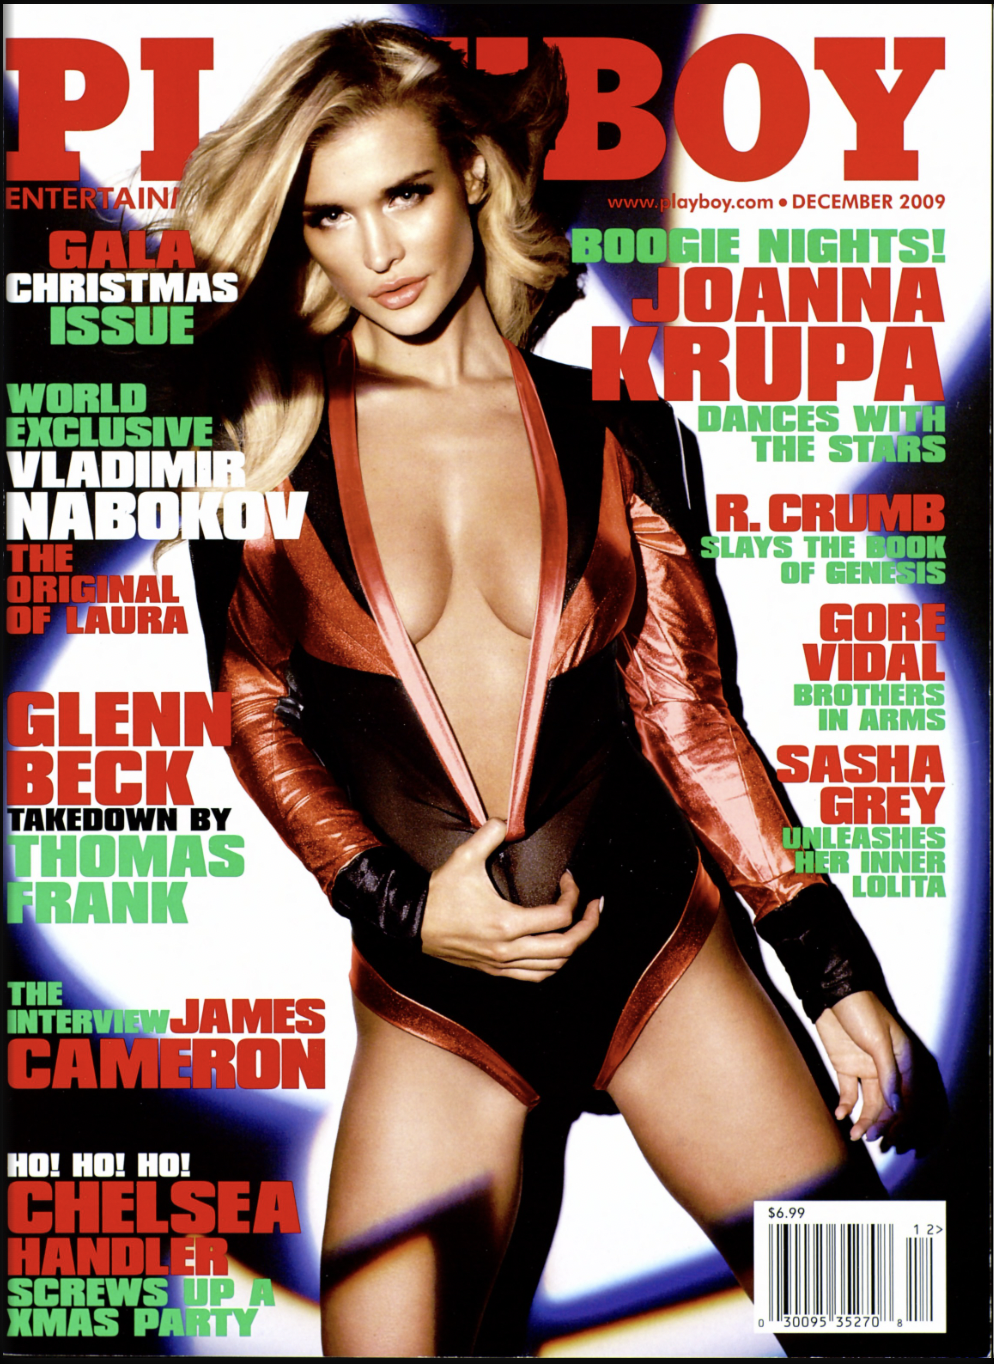 PL YBOY
ENTERTAIN
www.playboy.com • DECEMBER 2009
GALA
CHRISTMAS
ISSUE
WORLD
EXCLUSIVE
VLADIMIR
NABOKOV
THE
ORIGINAL
OF LAURA
GLENN
BECK
TAKEDOWN BY
THOMAS
FRANK
THE
INTERVIEW JAMES
CAMERON
HO! HO! HO!
CHELSEA
HANDLER
SCREWS UP A
XMAS PARTY
BOOGIE NIGHTS!
JOANNA
KRUPA
DANCES WITH
THE STARS
R. CRUMB
SLAYS THE BOOK
OF GENESIS
GORE
VIDAL
BROTHERS
IN ARMS
SASHA
GREY
UNLEASHES
HER INNER
LOLITA
$6.99
12>
0 30095 35270 8